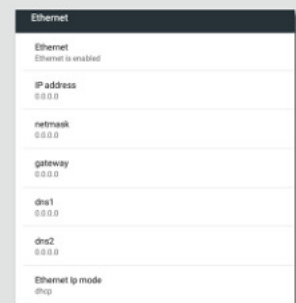 Ethernet
Ethernet
Ethernet is enabled
IP address
0.0.0.0
netmask
0.0.0.0
gateway
0.0.0.0
dns1
0.0.0.0
dns2
0.0.0.0
Ethernet Ip mode
dhcp